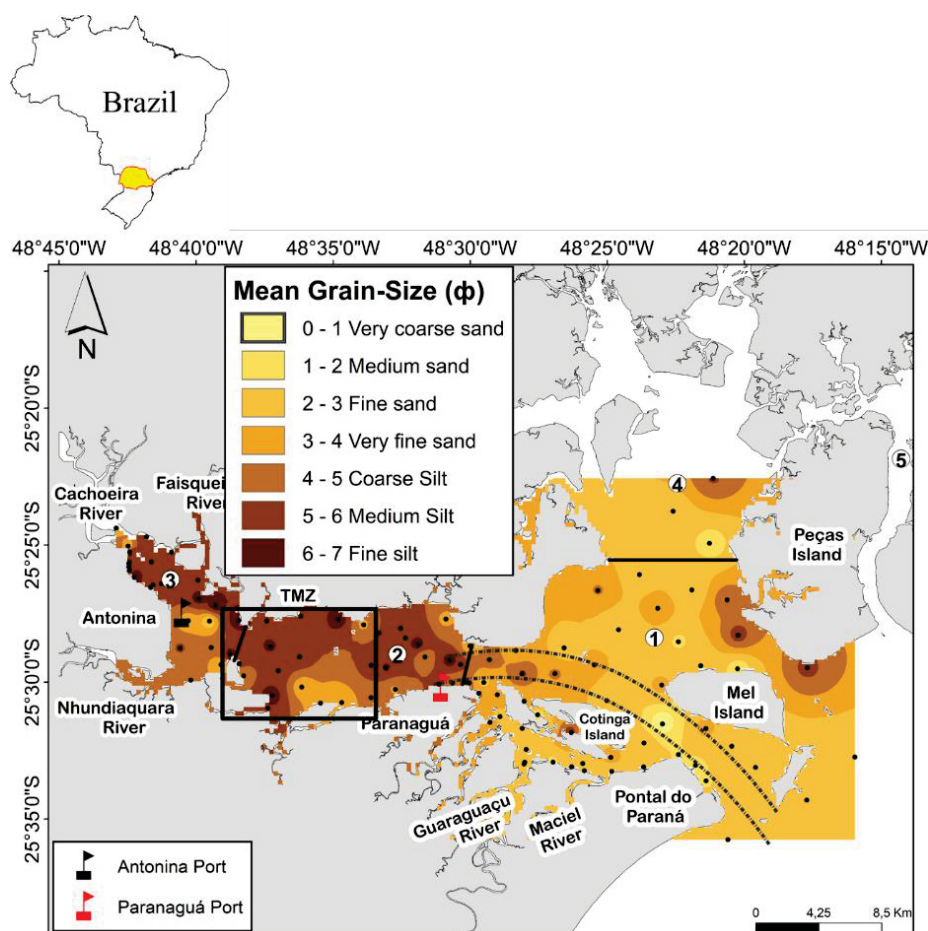 Brazil
48°45'0"W 48°40'0"W 48°35'0"W 48°30'0"W 48°25'0"W 48°20'0"W 48°14'0"W
N
25°20'0"S
25°25'0"S
25°30'0"S
25°35'0"S
Mean Grain-Size (ф)
0 - 1 Very coarse sand
1 - 2 Medium sand
2 - 3 Fine sand
3 - 4 Very fine sand
4 - 5 Coarse Silt
5 - 6 Medium Silt
6 - 7 Fine silt
5
4
Cachoeira
River
Faisquei
River
Peças
Island
3
TMZ
Antonina
1
2
Nhundiaquara
River
Paranaguá
Mel
Island
Cotinga
Island
Pontal do
Paraná
Guaraguaçu
River
Maciel
River
Antonina Port
Paranaguá Port
0 4,25 8,5 Km